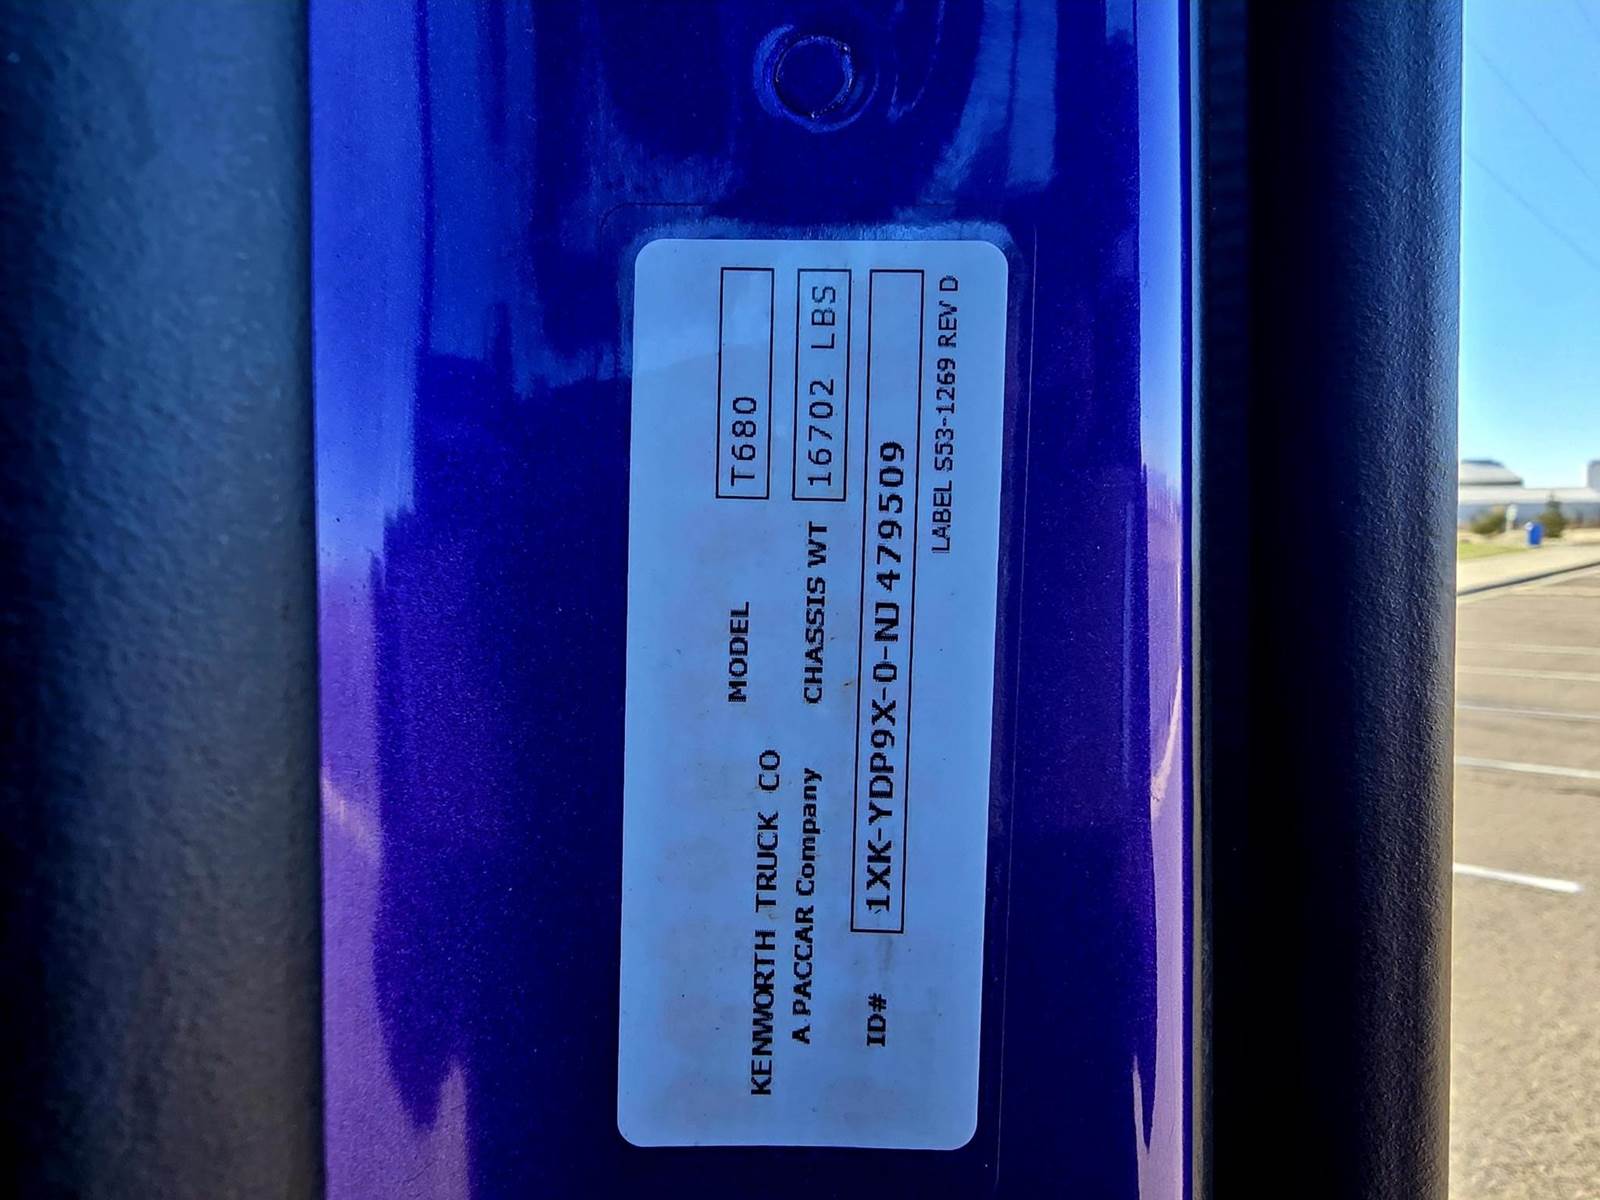 KENWORTH TRUCK CO
A PACCAR Company
MODEL T680
CHASSIS WT 16702 LBS
ID# 1XK-YDP9X-0-NJ 479509
LABEL S53-1269 REV D